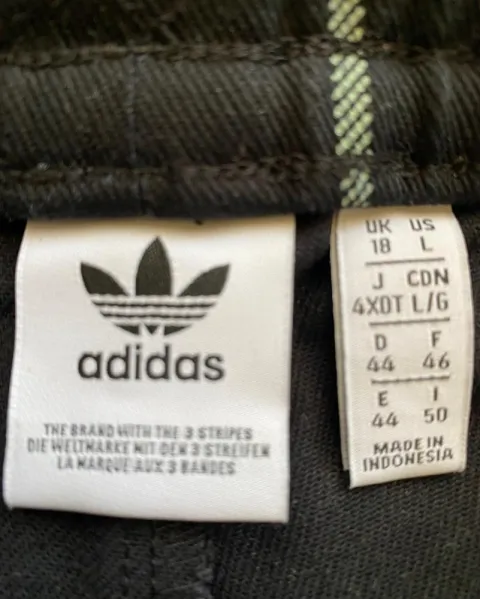 adidas
THE BRAND WITH THE 3 STRIPES
DIE WELTMARKE MIT DEN 3 STREIFEN
LA MARQUE AUX 3 BANDES
UK US
18 L
J CDN
4XOT L/G
D F
44 46
E I
44 50
MADE IN
INDONESIA